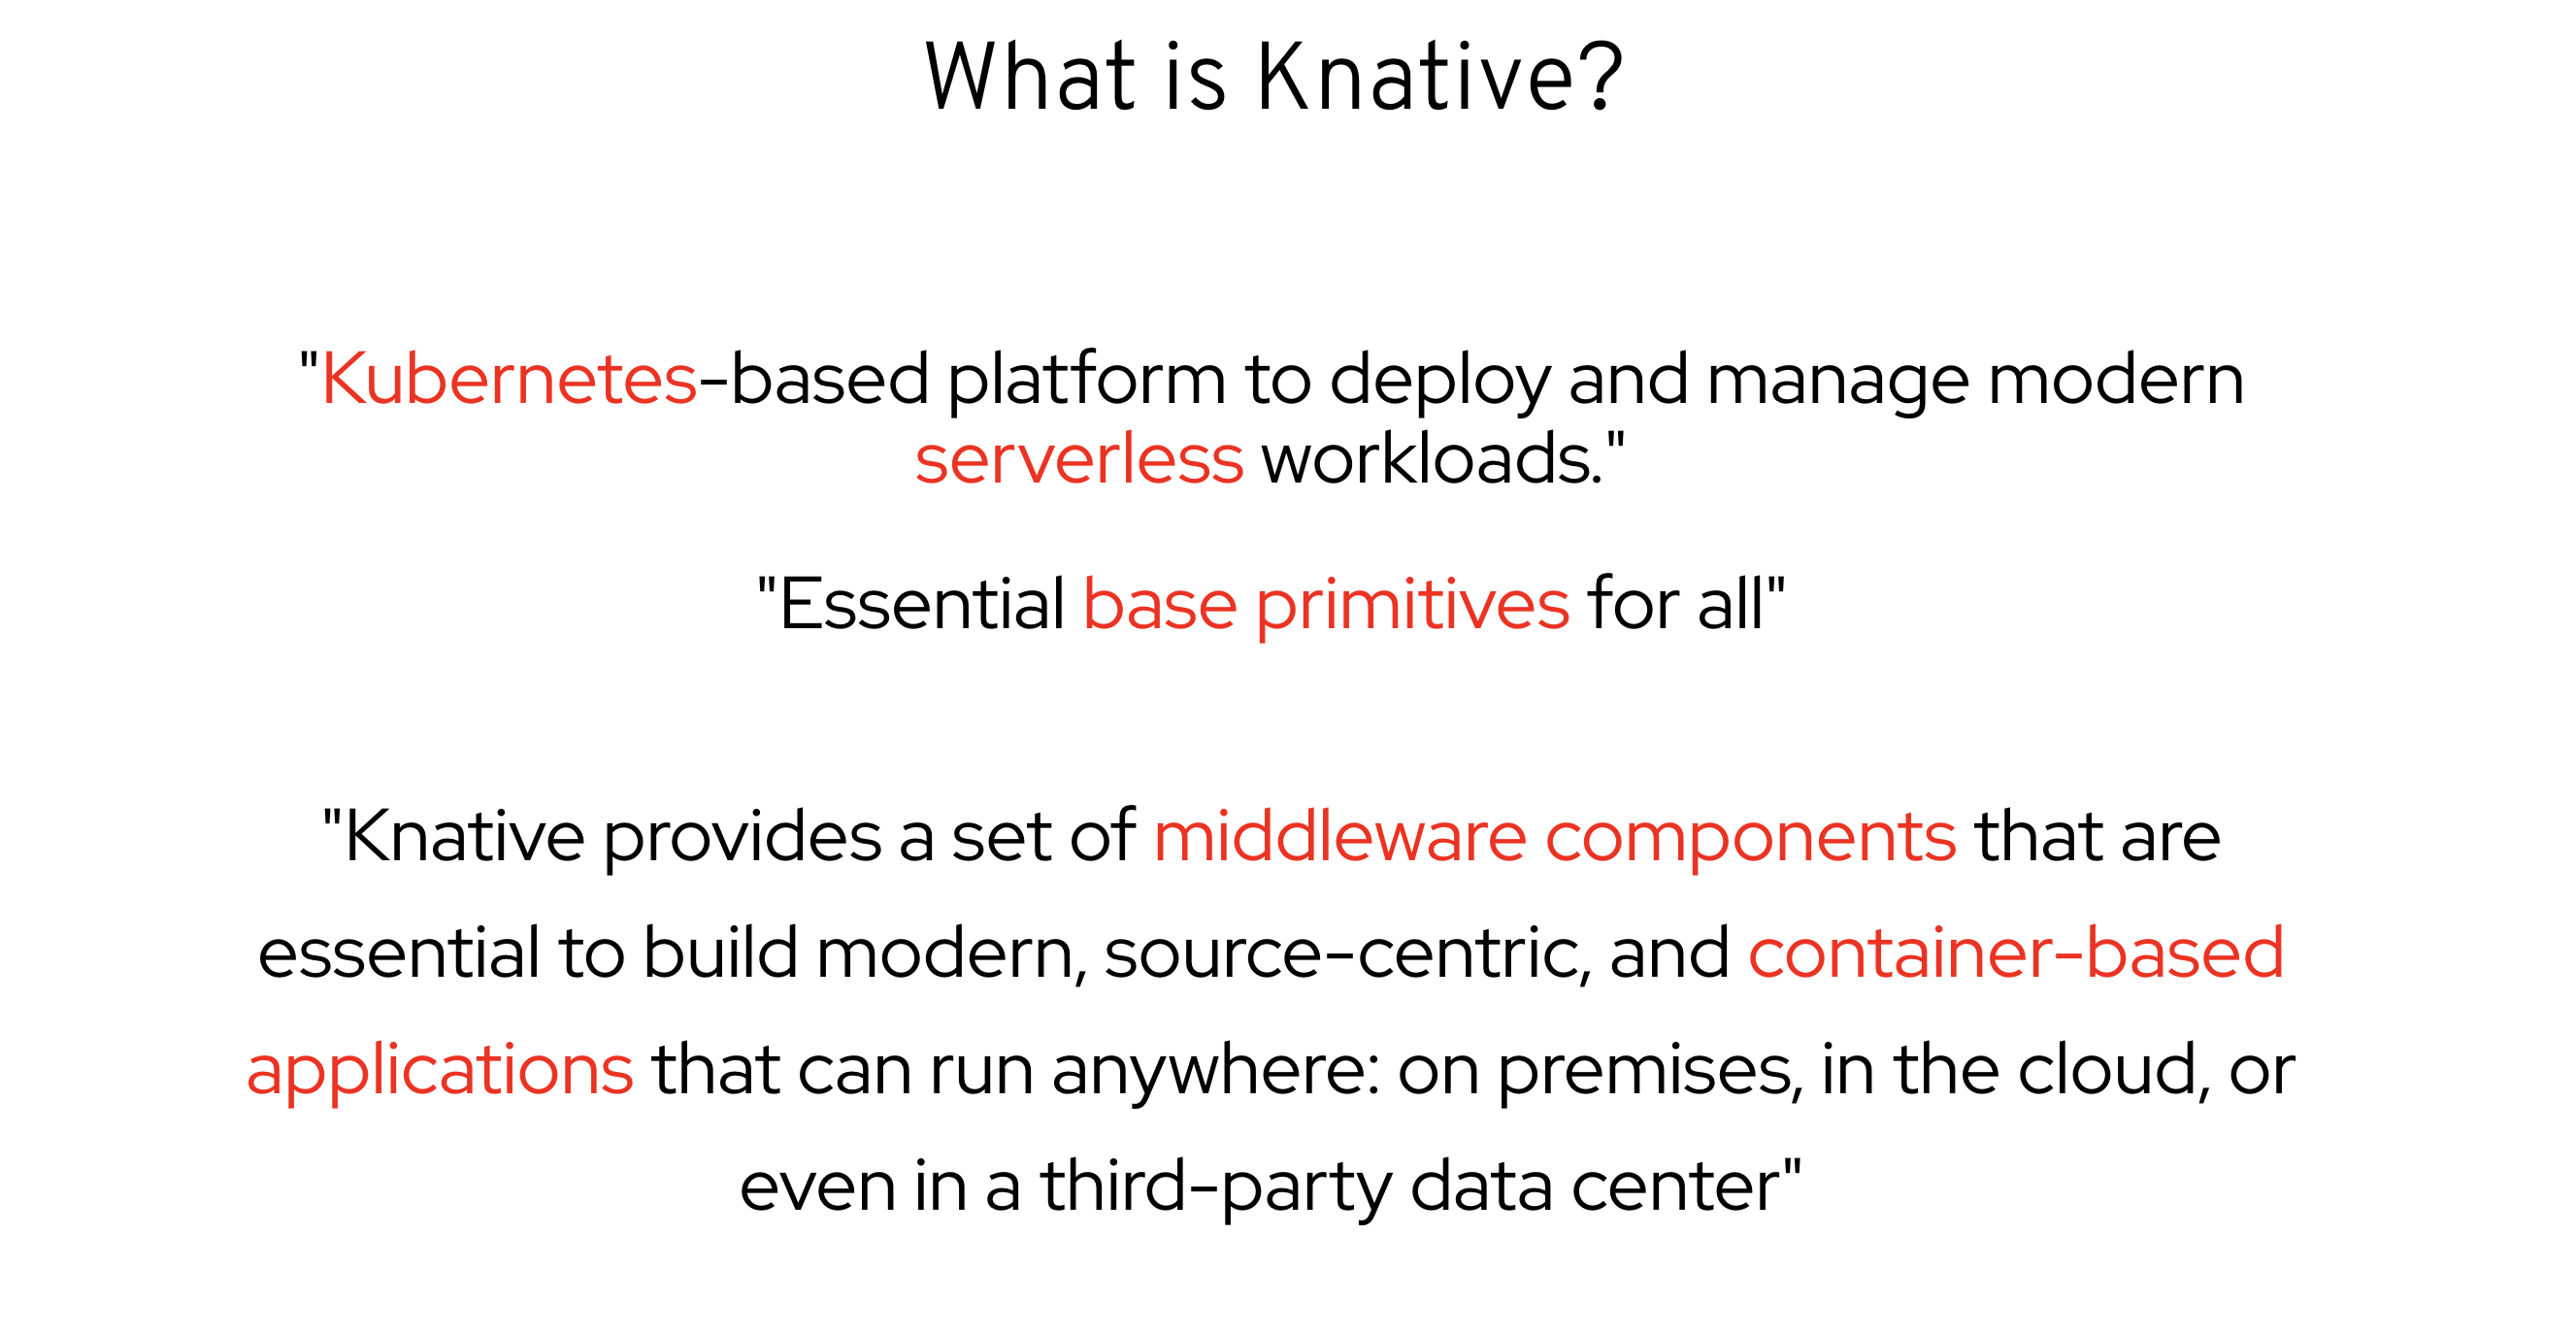 What is Knative?
"Kubernetes-based platform to deploy and manage modern
serverless workloads."
"Essential base primitives for all"
"Knative provides a set of middleware components that are
essential to build modern, source-centric, and container-based
applications that can run anywhere: on premises, in the cloud, or
even in a third-party data center"